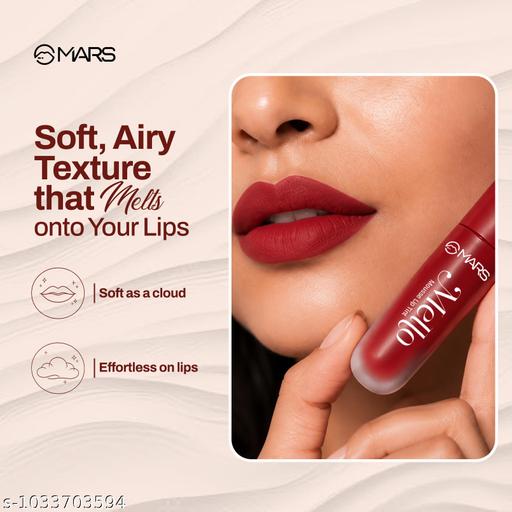 MARS
Soft, Airy
Texture
that Melts
onto Your Lips
Soft as a cloud
Effortless on lips
MARS
Mello
Mousse Lip Tint
s-1033703594